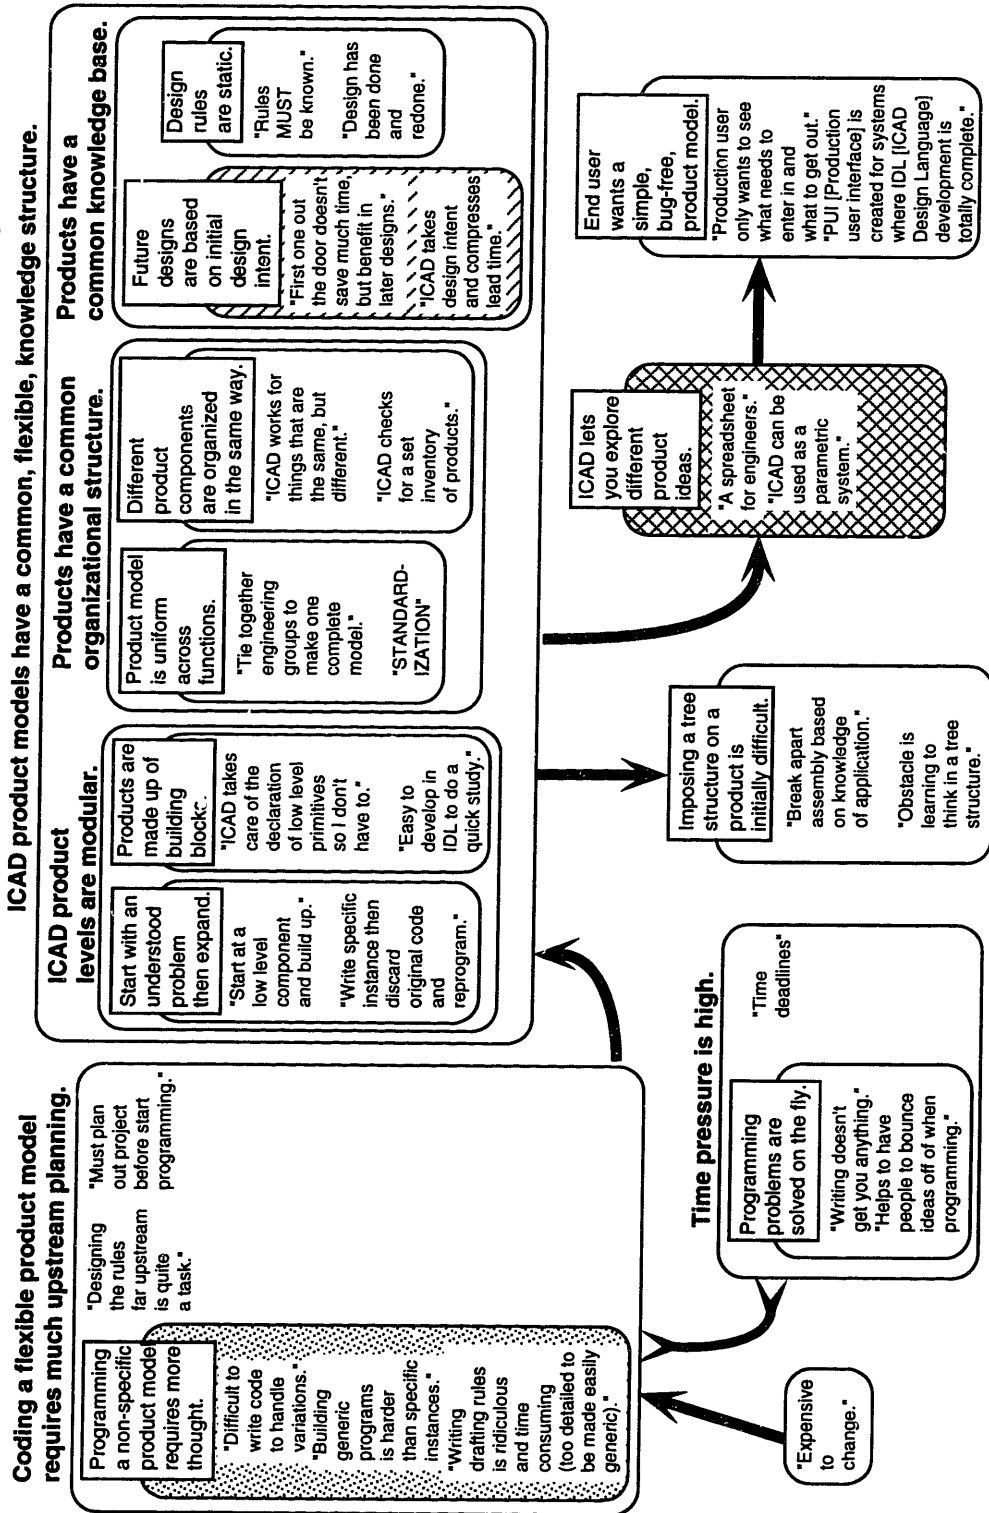 Coding a flexible product model
requires much upstream planning.
Programming
a non-specific
product model
requires more
thought.
"Difficult to
write code
to handle
variations."
"Building
generic
programs
is harder
than specific
instances."
"Writing
drafting rules
is ridiculous
and time
consuming
(too detailed to
be made easily
generic)."
"Designing
the rules
far upstream
is quite
a task."
"Must plan
out project
before start
programming."
"Expensive
to
change."
Time pressure is high.
Programming
problems are
solved on the fly.
"Writing doesn't
get you anything."
"Helps to have
people to bounce
ideas off of when
programming."
"Time
deadlines"
ICAD product models have a common, flexible, knowledge structure.
ICAD product
levels are modular.
Start with an
understood
problem
then expand.
"Start at a
low level
component
and build up."
"Write specific
instance then
discard
original code
and
reprogram."
Products are
made up of
building
blocks.
"ICAD takes
care of the
declaration
of low level
primitives
so I don't
have to."
"Easy to
develop in
IDL to do a
quick study."
Products have a common
organizational structure.
Product model
is uniform
across
functions.
"Tie together
engineering
groups to
make one
complete
model."
"STANDARD-
IZATION"
Different
product
components
are organized
in the same way.
"ICAD works for
things that are
the same, but
different."
"ICAD checks
for a set
inventory
of products."
Products have a
common knowledge base.
Future
designs
are based
on initial
design
intent.
"First one out
the door doesn't
save much time,
but benefit in
later designs."
"ICAD takes
design intent
and compresses
lead time."
Design
rules
are static.
"Rules
MUST
be known."
"Design has
been done
and
redone."
Imposing a tree
structure on a
product is
initially difficult.
"Break apart
assembly based
on knowledge
of application."
"Obstacle is
learning to
think in a tree
structure."
ICAD lets
you explore
different
product
ideas.
"A spreadsheet
for engineers."
"ICAD can be
used as a
parametric
system."
End user
wants a
simple,
bug-free,
product model.
"Production user
only wants to see
what needs to
enter in and
what to get out."
"PUI [Production
user interface] is
created for systems
where IDL [ICAD
Design Language]
development is
totally complete."